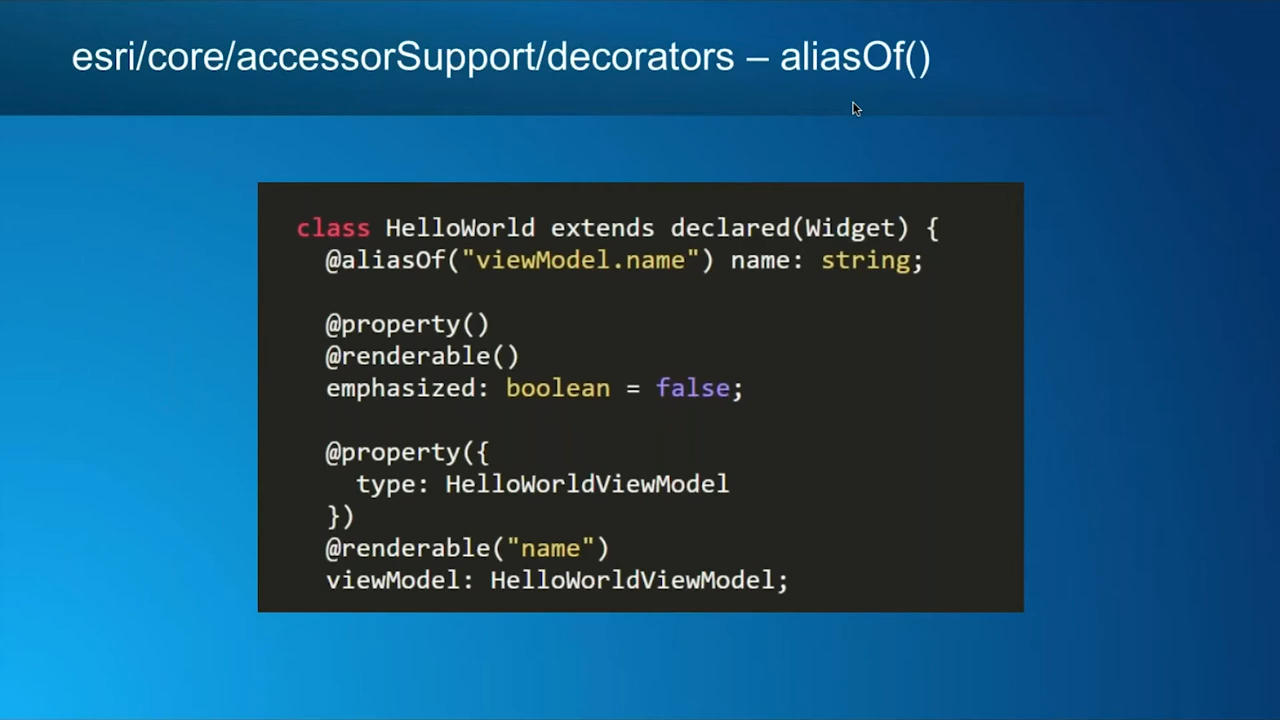 esri/core/accessorSupport/decorators – aliasOf()
class HelloWorld extends declared(Widget) {
@aliasOf("viewModel.name") name: string;
@property()
@renderable()
emphasized: boolean = false;
@property({
type: HelloWorldViewModel
})
@renderable("name")
viewModel: HelloWorldViewModel;